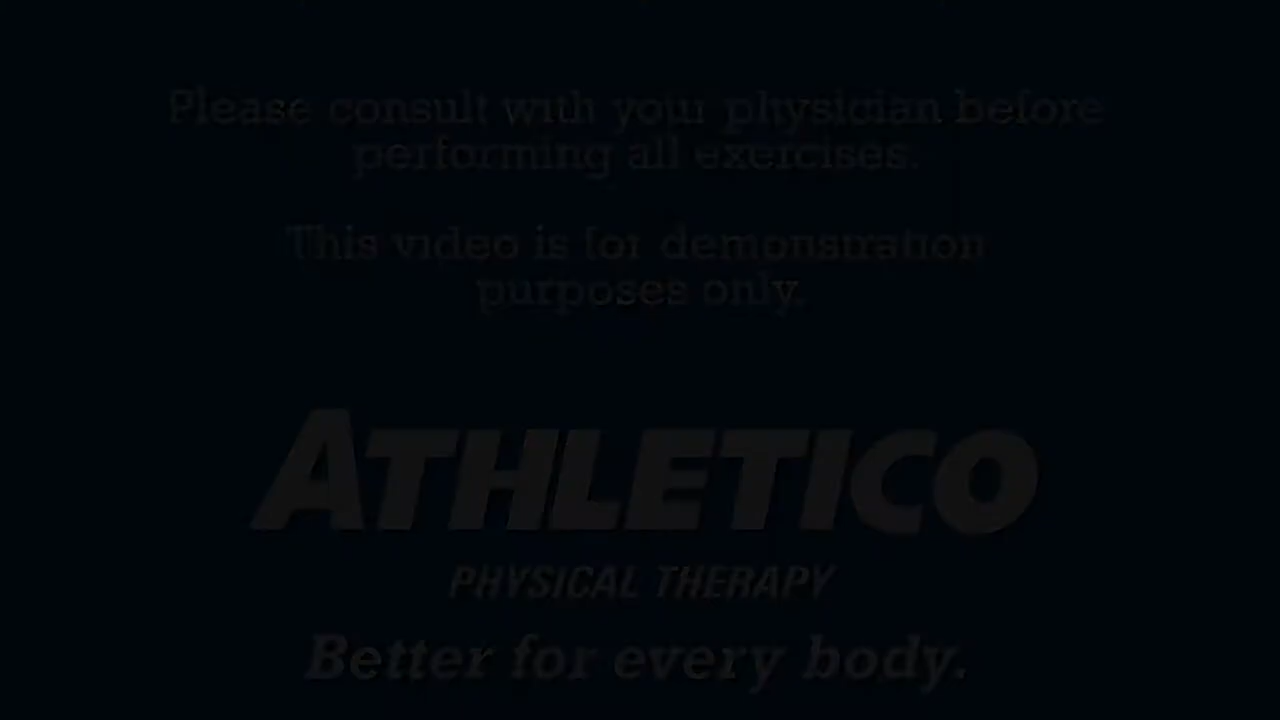 Please consult with your physician before
performing all exercises.
This video is for demonstration
purposes only.
ATHLETICO
PHYSICAL THERAPY
Better for every body.